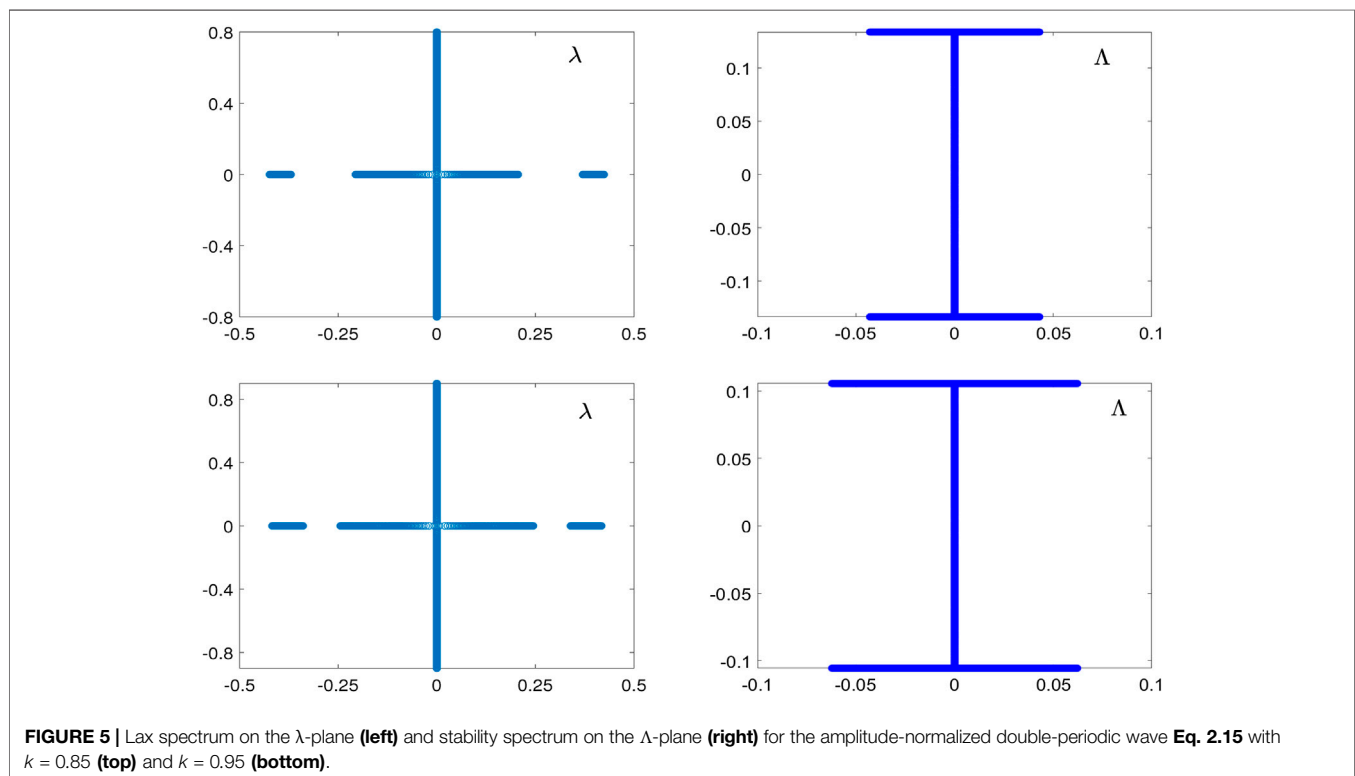 0.8
0.4
0
-0.4
-0.8
-0.5 -0.25 0 0.25 0.5
λ
0.1
0.05
0
-0.05
-0.1
-0.1 -0.05 0 0.05 0.1
Λ
0.8
0.4
0
-0.4
-0.8
-0.5 -0.25 0 0.25 0.5
λ
0.1
0.05
0
-0.05
-0.1
-0.1 -0.05 0 0.05 0.1
Λ
FIGURE 5 | Lax spectrum on the λ-plane (left) and stability spectrum on the Λ-plane (right) for the amplitude-normalized double-periodic wave Eq. 2.15 with
k = 0.85 (top) and k = 0.95 (bottom).